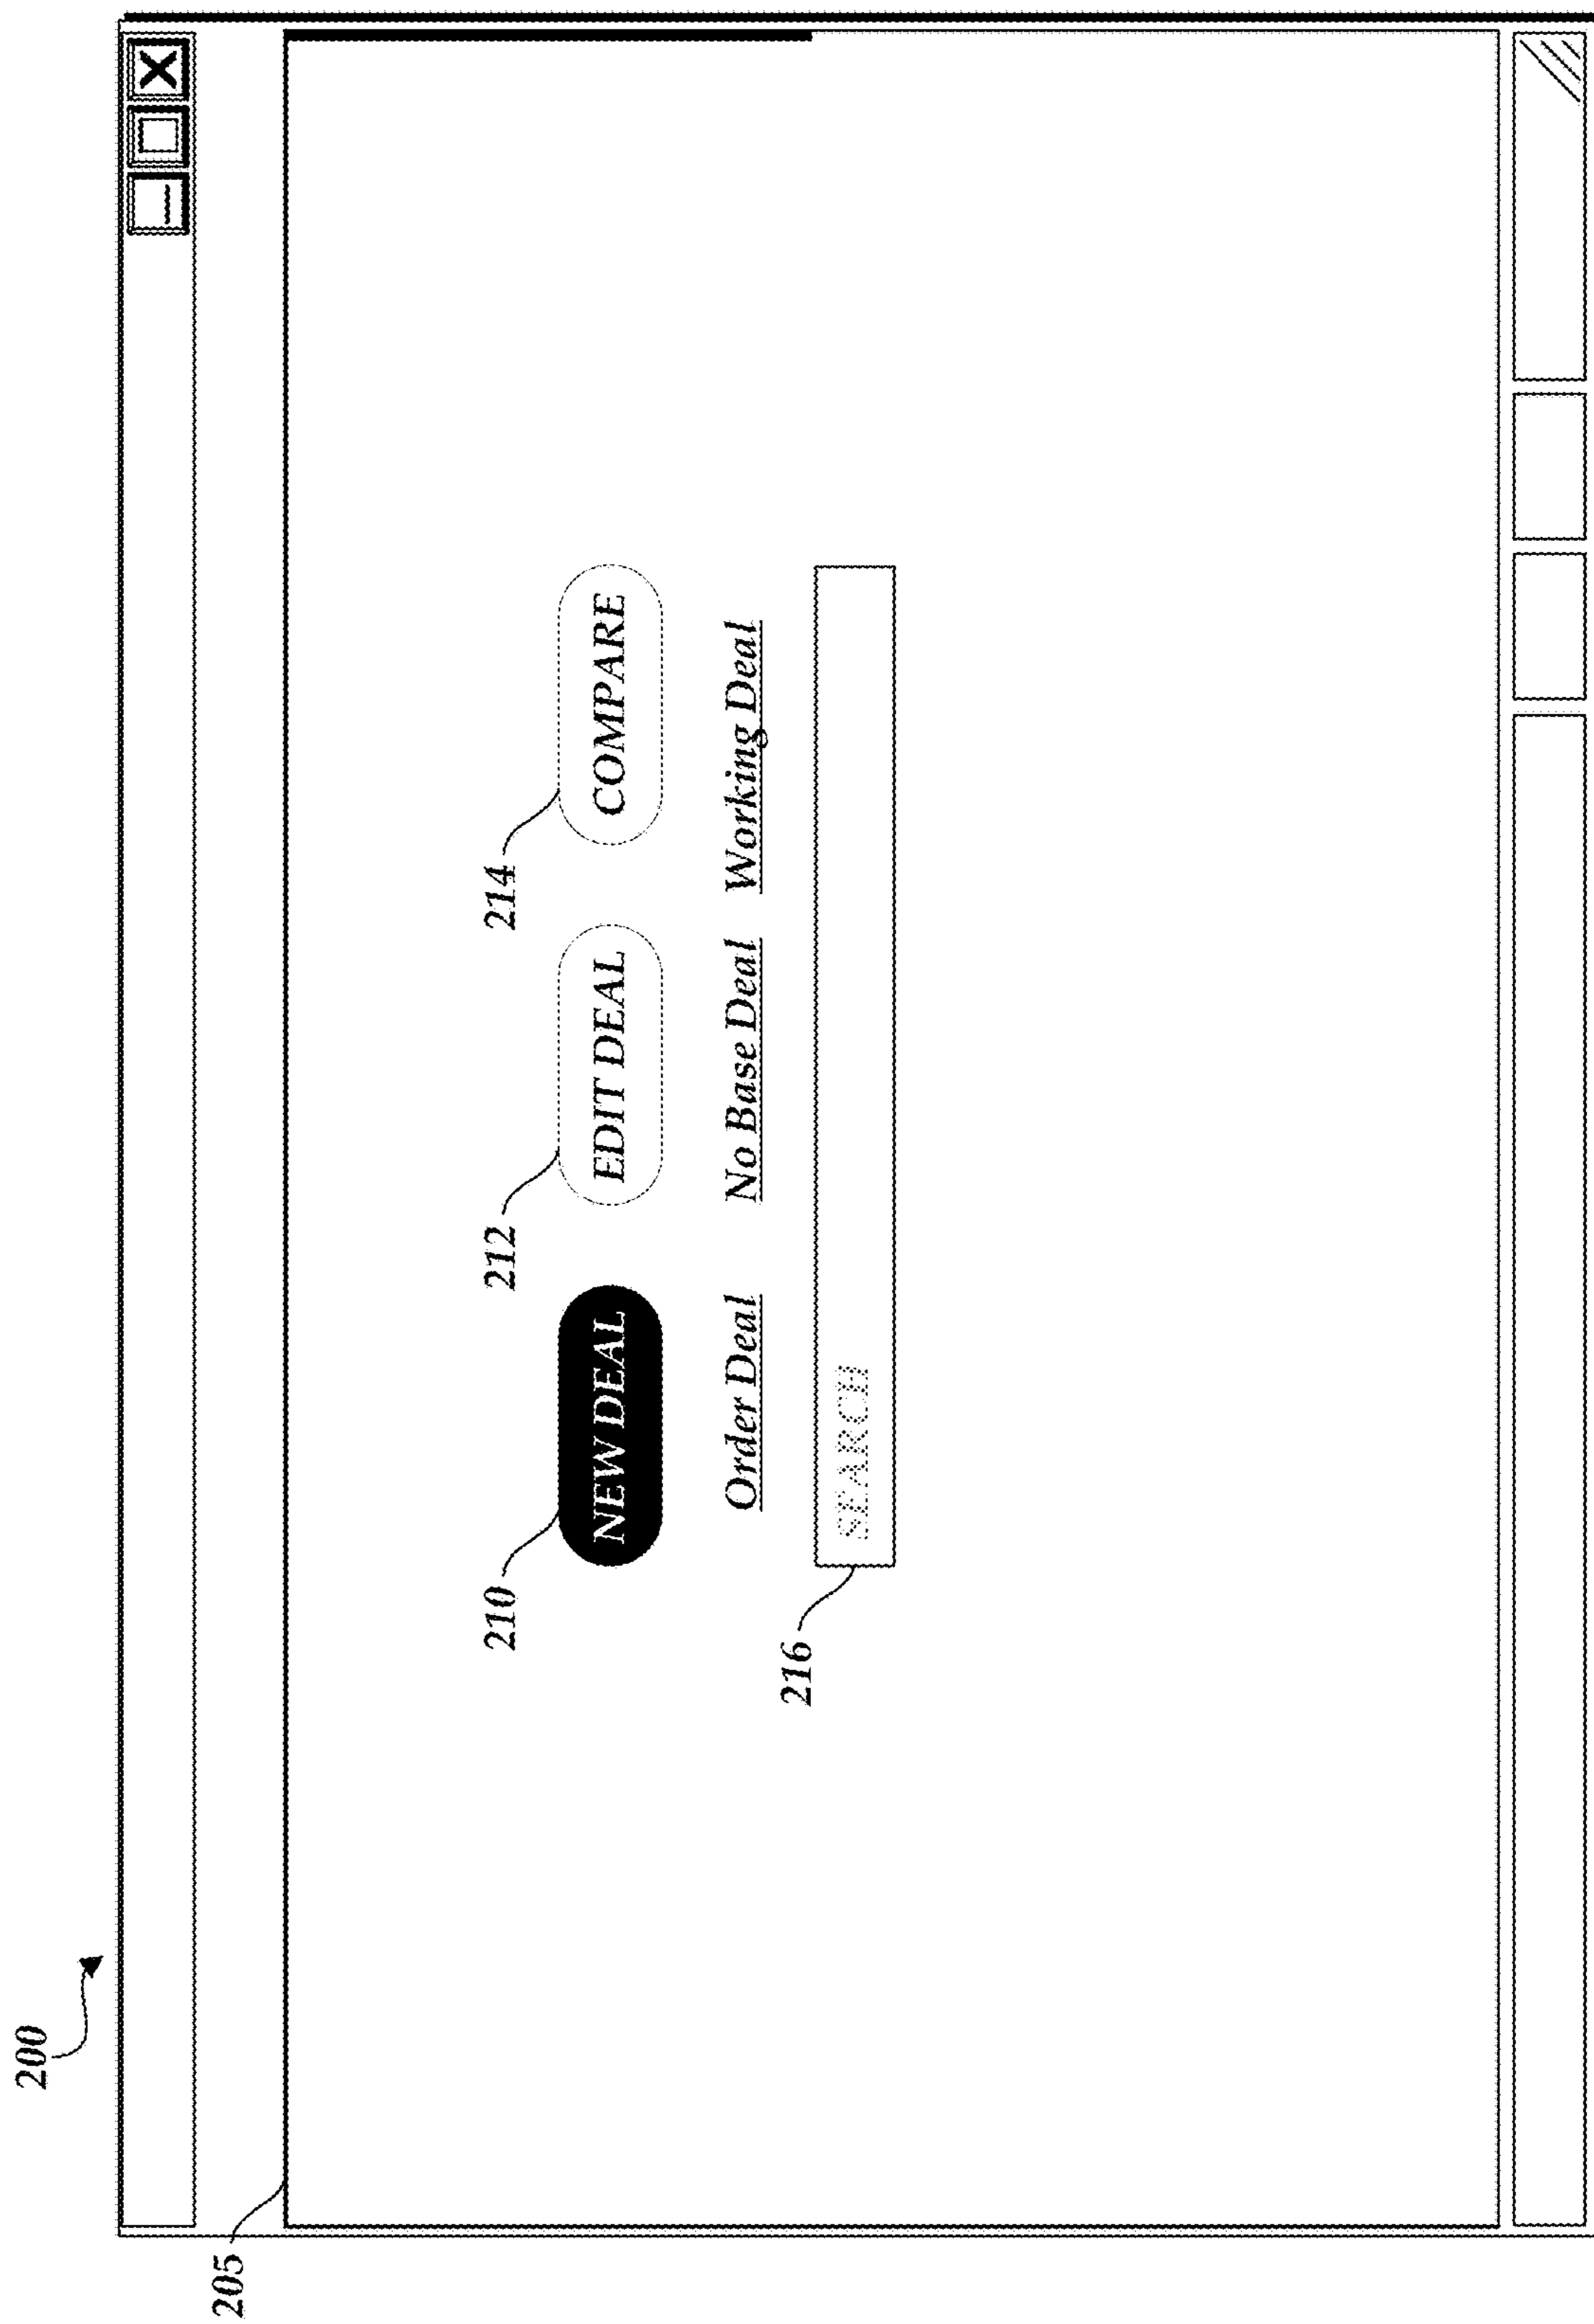 200
205
210 212 214
NEW DEAL EDIT DEAL COMPARE
Order Deal No Base Deal Working Deal
216
SEARCH